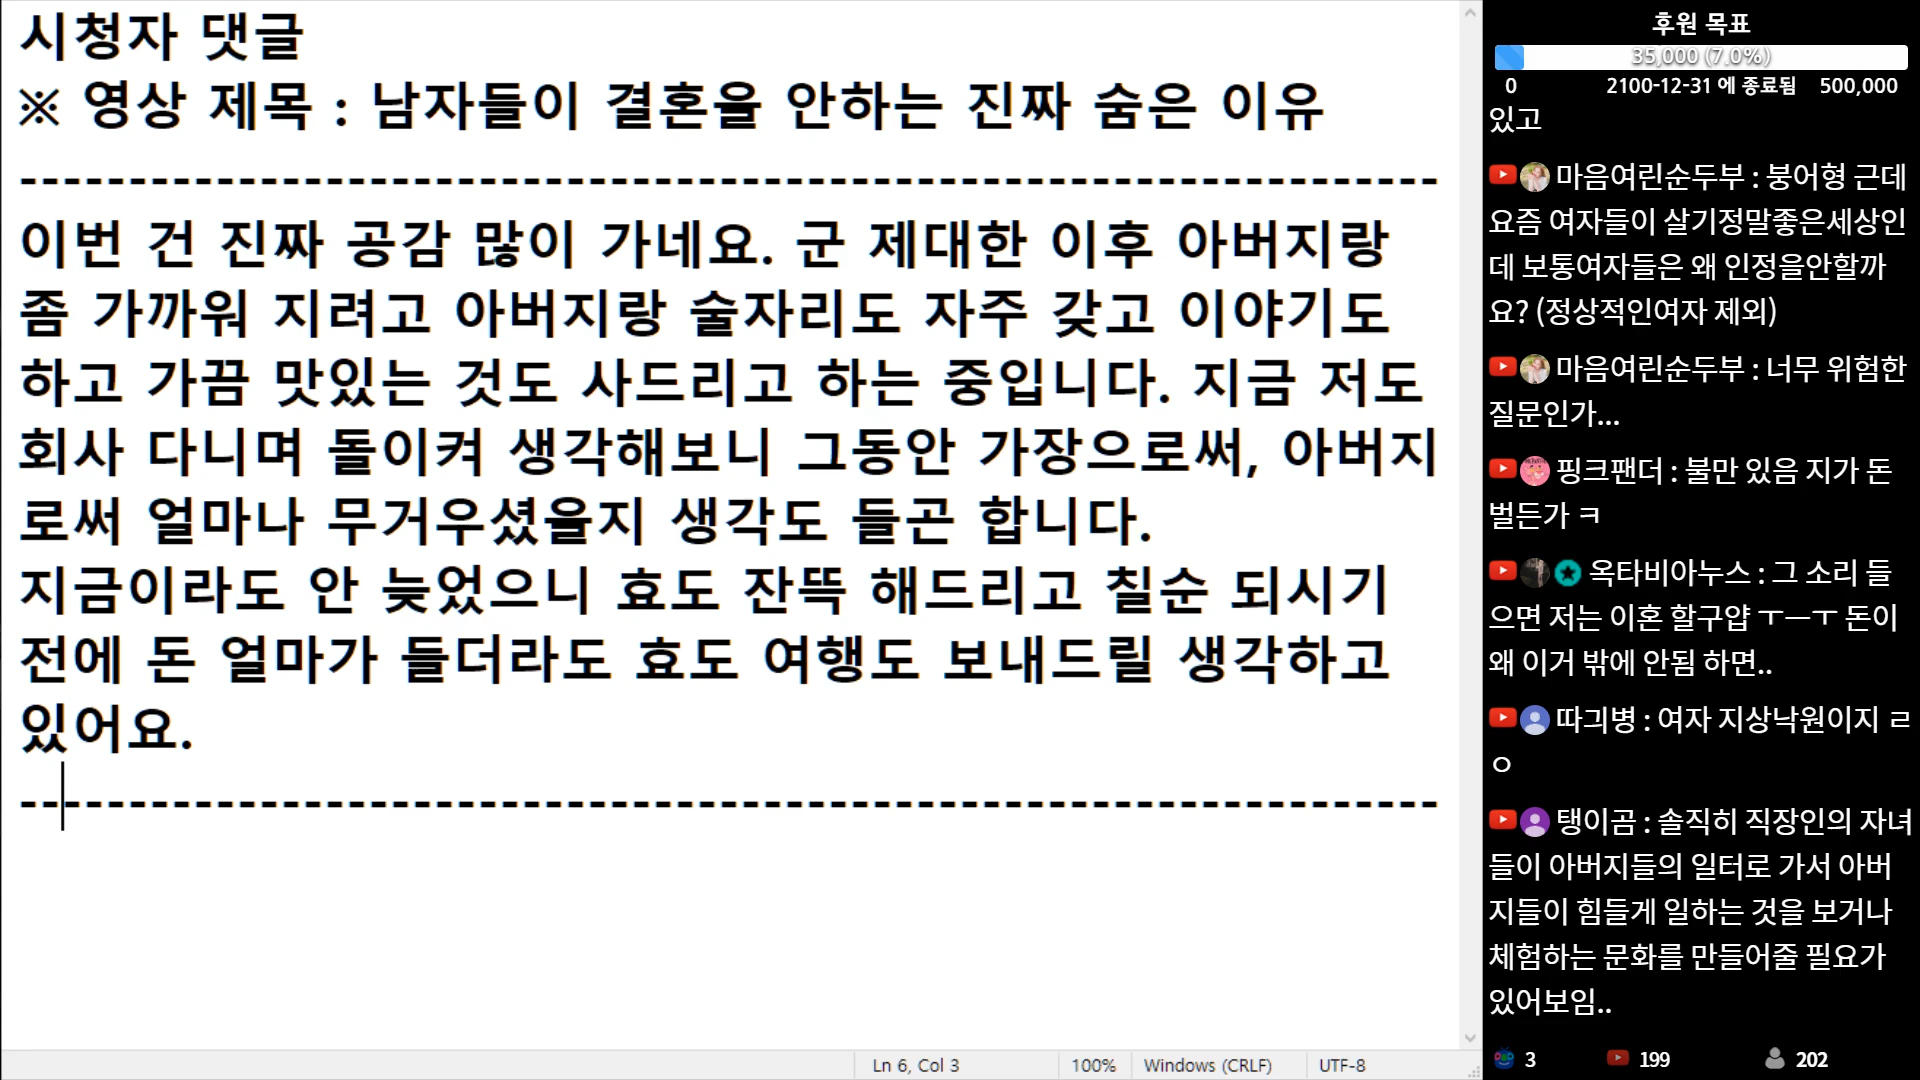 시청자 댓글
※ 영상 제목 : 남자들이 결혼을 안하는 진짜 숨은 이유
--------------------------------------------------------------------------------
이번 건 진짜 공감 많이 가네요. 군 제대한 이후 아버지랑
좀 가까워 지려고 아버지랑 술자리도 자주 갖고 이야기도
하고 가끔 맛있는 것도 사드리고 하는 중입니다. 지금 저도
회사 다니며 돌이켜 생각해보니 그동안 가장으로써, 아버지
로써 얼마나 무거우셨을지 생각도 들곤 합니다.
지금이라도 안 늦었으니 효도 잔뜩 해드리고 칠순 되시기
전에 돈 얼마가 들더라도 효도 여행도 보내드릴 생각하고
있어요.
--------------------------------------------------------------------------------
Ln 6, Col 3 100% Windows (CRLF) UTF-8
후원 목표
35,000 (7.0%)
0 2100-12-31 에 종료됨 500,000
있고
마음여린순두부 : 붕어형 근데
요즘 여자들이 살기정말좋은세상인
데 보통여자들은 왜 인정을안할까
요? (정상적인여자 제외)
마음여린순두부 : 너무 위험한
질문인가...
핑크팬더 : 불만 있음 지가 돈
벌든가 ㅋ
옥타비아누스 : 그 소리 들
으면 저는 이혼 할구얍 ㅜㅡㅜ 돈이
왜 이거 밖에 안됨 하면..
따긔병 : 여자 지상낙원이지 ㄹ
ㅇ
탱이곰 : 솔직히 직장인의 자녀
들이 아버지들의 일터로 가서 아버
지들이 힘들게 일하는 것을 보거나
체험하는 문화를 만들어줄 필요가
있어보임..
3 199 202